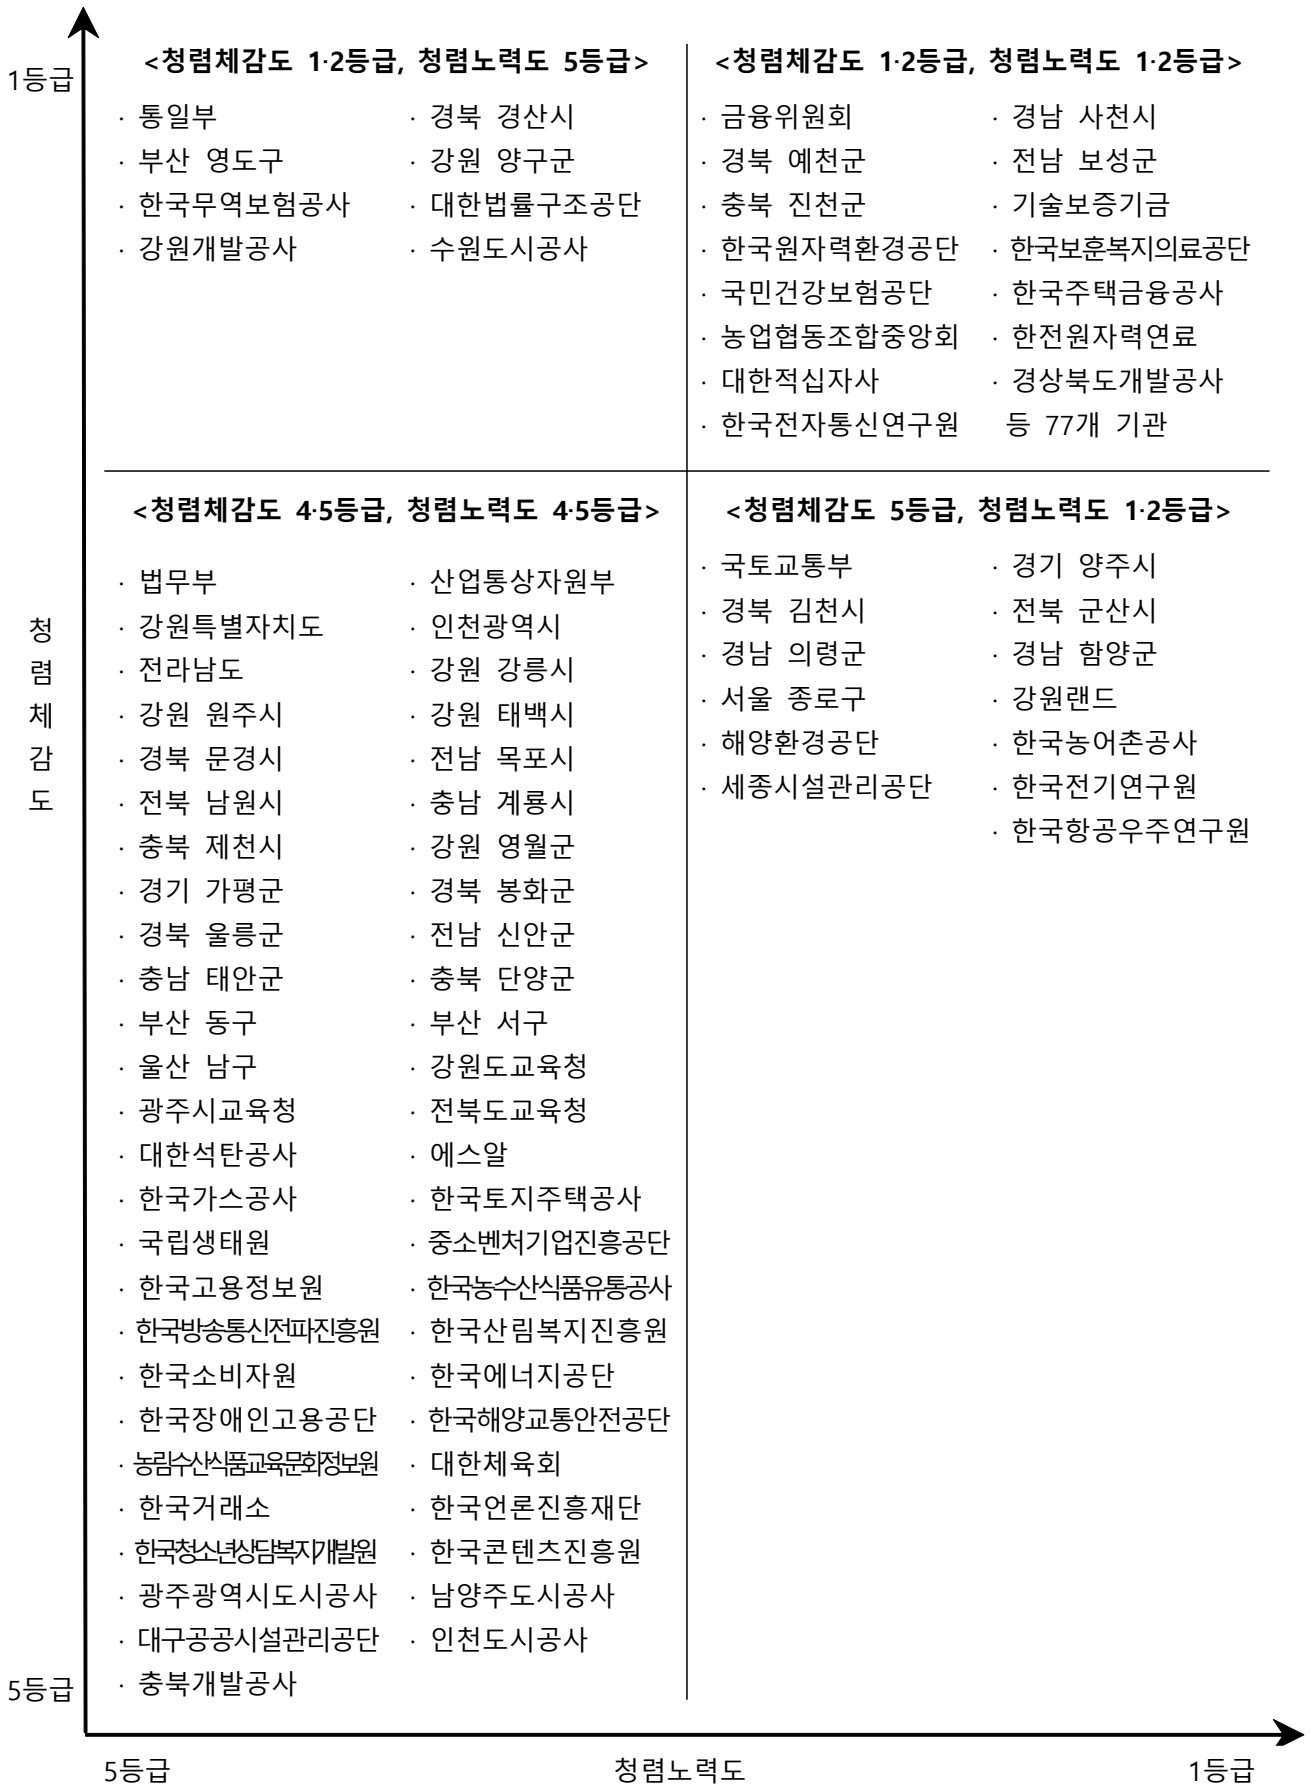 1등급
<청렴체감도 1·2등급, 청렴노력도 5등급>
· 통일부 · 경북 경산시
· 부산 영도구 · 강원 양구군
· 한국무역보험공사 · 대한법률구조공단
· 강원개발공사 · 수원도시공사
<청렴체감도 1·2등급, 청렴노력도 1·2등급>
· 금융위원회 · 경남 사천시
· 경북 예천군 · 전남 보성군
· 충북 진천군 · 기술보증기금
· 한국원자력환경공단 · 한국보훈복지의료공단
· 국민건강보험공단 · 한국주택금융공사
· 농업협동조합중앙회 · 한전원자력연료
· 대한적십자사 · 경상북도개발공사
· 한국전자통신연구원 등 77개 기관
청렴체감도
<청렴체감도 4·5등급, 청렴노력도 4·5등급>
· 법무부 · 산업통상자원부
· 강원특별자치도 · 인천광역시
· 전라남도 · 강원 강릉시
· 강원 원주시 · 강원 태백시
· 경북 문경시 · 전남 목포시
· 전북 남원시 · 충남 계룡시
· 충북 제천시 · 강원 영월군
· 경기 가평군 · 경북 봉화군
· 경북 울릉군 · 전남 신안군
· 충남 태안군 · 충북 단양군
· 부산 동구 · 부산 서구
· 울산 남구 · 강원도교육청
· 광주시교육청 · 전북도교육청
· 대한석탄공사 · 에스알
· 한국가스공사 · 한국토지주택공사
· 국립생태원 · 중소벤처기업진흥공단
· 한국고용정보원 · 한국농수산식품유통공사
· 한국방송통신전파진흥원 · 한국산림복지진흥원
· 한국소비자원 · 한국에너지공단
· 한국장애인고용공단 · 한국해양교통안전공단
· 농림수산식품교육문화정보원 · 대한체육회
· 한국거래소 · 한국언론진흥재단
· 한국청소년상담복지개발원 · 한국콘텐츠진흥원
· 광주광역시도시공사 · 남양주도시공사
· 대구공공시설관리공단 · 인천도시공사
· 충북개발공사
<청렴체감도 5등급, 청렴노력도 1·2등급>
· 국토교통부 · 경기 양주시
· 경북 김천시 · 전북 군산시
· 경남 의령군 · 경남 함양군
· 서울 종로구 · 강원랜드
· 해양환경공단 · 한국농어촌공사
· 세종시설관리공단 · 한국전기연구원
· 한국항공우주연구원
5등급
5등급 청렴노력도 1등급